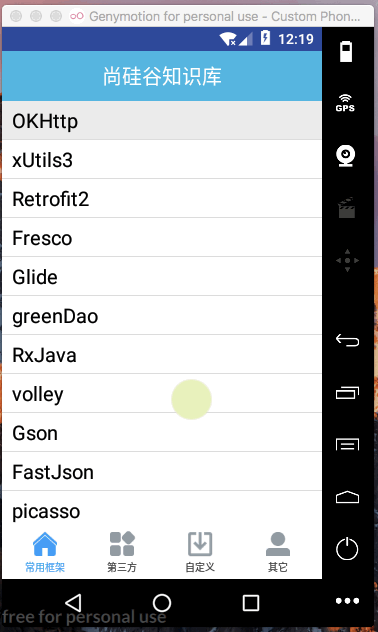 Genymotion for personal use - Custom Phon...
12:19
尚硅谷知识库
GPS
OKHttp
xUtils3
Retrofit2
Fresco
Glide
greenDao
RxJava
volley
Gson
FastJson
picasso
常用框架 第三方 自定义 其它
free for personal use